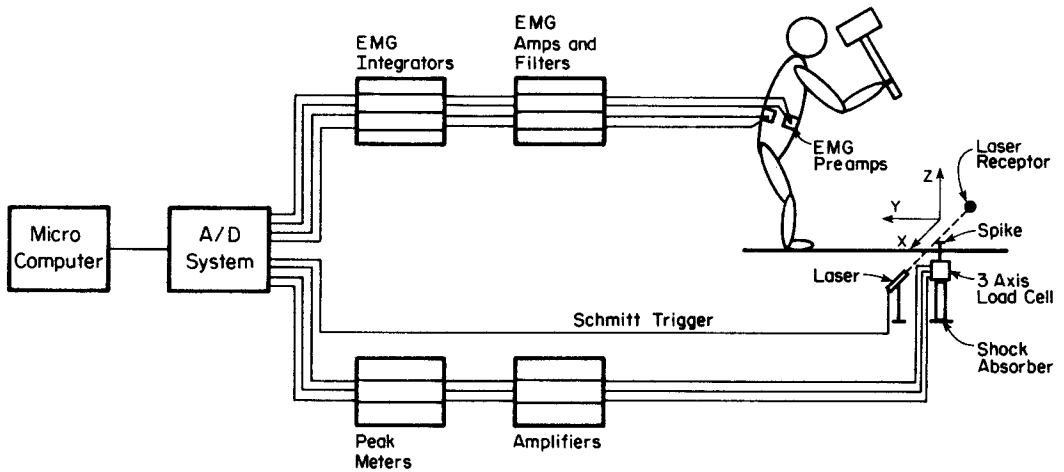 EMG
Integrators
EMG
Amps and
Filters
EMG
Preamps
Laser
Receptor
Z
Y
X
Spike
Micro
Computer
A/D
System
Laser
3 Axis
Load Cell
Schmitt Trigger
Shock
Absorber
Peak
Meters
Amplifiers